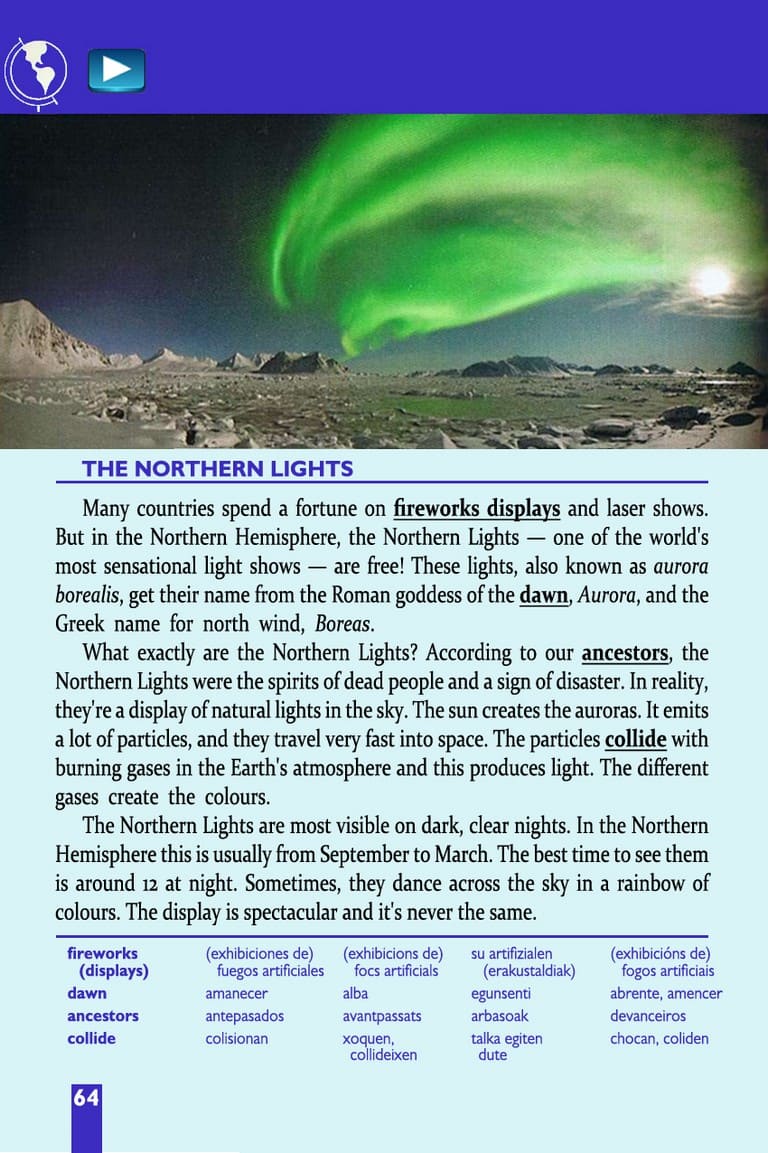 THE NORTHERN LIGHTS
Many countries spend a fortune on fireworks displays and laser shows.
But in the Northern Hemisphere, the Northern Lights — one of the world's
most sensational light shows — are free! These lights, also known as aurora
borealis, get their name from the Roman goddess of the dawn, Aurora, and the
Greek name for north wind, Boreas.
What exactly are the Northern Lights? According to our ancestors, the
Northern Lights were the spirits of dead people and a sign of disaster. In reality,
they're a display of natural lights in the sky. The sun creates the auroras. It emits
a lot of particles, and they travel very fast into space. The particles collide with
burning gases in the Earth's atmosphere and this produces light. The different
gases create the colours.
The Northern Lights are most visible on dark, clear nights. In the Northern
Hemisphere this is usually from September to March. The best time to see them
is around 12 at night. Sometimes, they dance across the sky in a rainbow of
colours. The display is spectacular and it's never the same.
fireworks (exhibiciones de) (exhibicions de) su artifizialen (exhibicións de)
(displays) fuegos artificiales focs artificials (erakustaldiak) fogos artificiais
dawn amanecer alba egunsenti abrente, amencer
ancestors antepasados avantpassats arbasoak devanceiros
collide colisionan xoquen, talka egiten chocan, coliden
collideixen dute
64